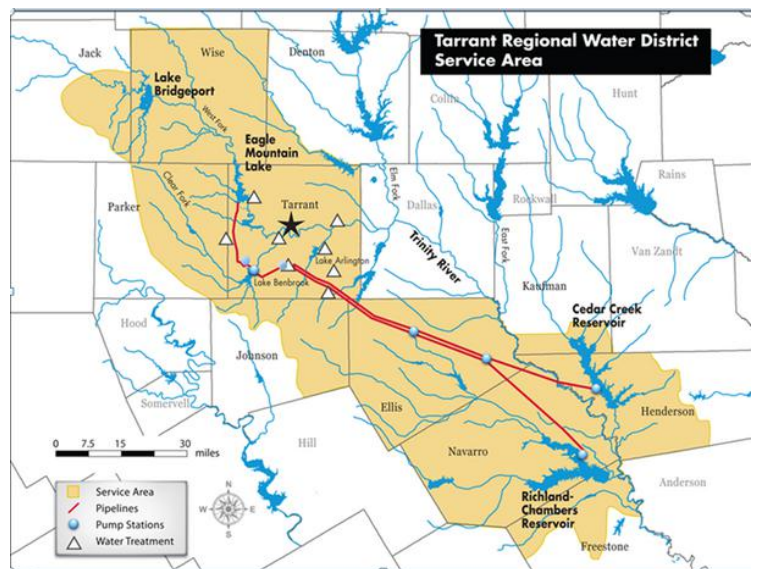 Tarrant Regional Water District
Service Area
Jack
Wise
Denton
Collin
Hunt
Lake
Bridgeport
West Fork
Eagle
Mountain
Lake
Clear Fork
Elm Fork
Parker
Tarrant
Dallas
Rockwall
Rains
Trinity River
East Fork
Van Zandt
Lake Arlington
Lake Benbrook
Kaufman
Cedar Creek
Reservoir
Hood
Johnson
Somervell
Ellis
Henderson
Hill
Navarro
Anderson
Richland-
Chambers
Reservoir
Freestone
0 7.5 15 30
miles
Service Area
Pipelines
Pump Stations
Water Treatment
N
W E
S